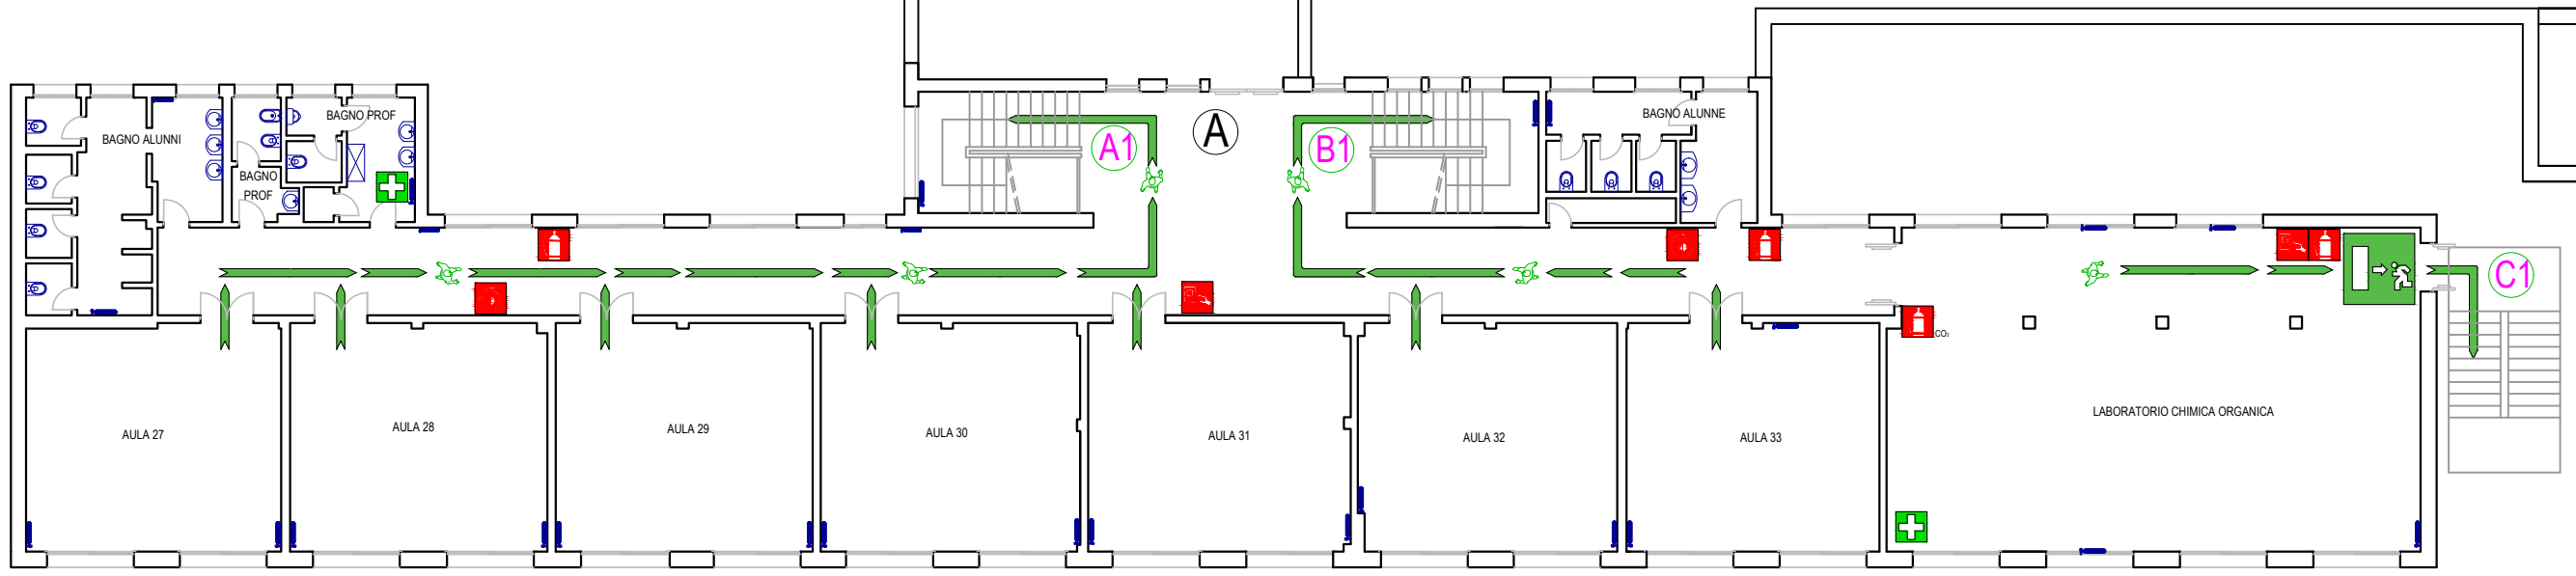 BAGNO ALUNNI
BAGNO PROF
BAGNO
PROF
A1
A
B1
BAGNO ALUNNE
C1
CO₂
AULA 27
AULA 28
AULA 29
AULA 30
AULA 31
AULA 32
AULA 33
LABORATORIO CHIMICA ORGANICA